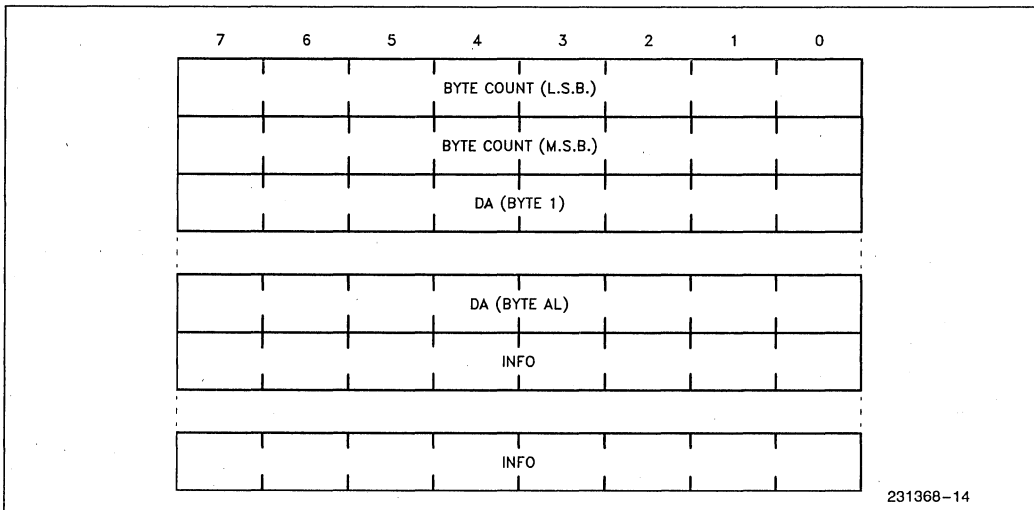 7 6 5 4 3 2 1 0
BYTE COUNT (L.S.B.)
BYTE COUNT (M.S.B.)
DA (BYTE 1)
DA (BYTE AL)
INFO
INFO
231368-14